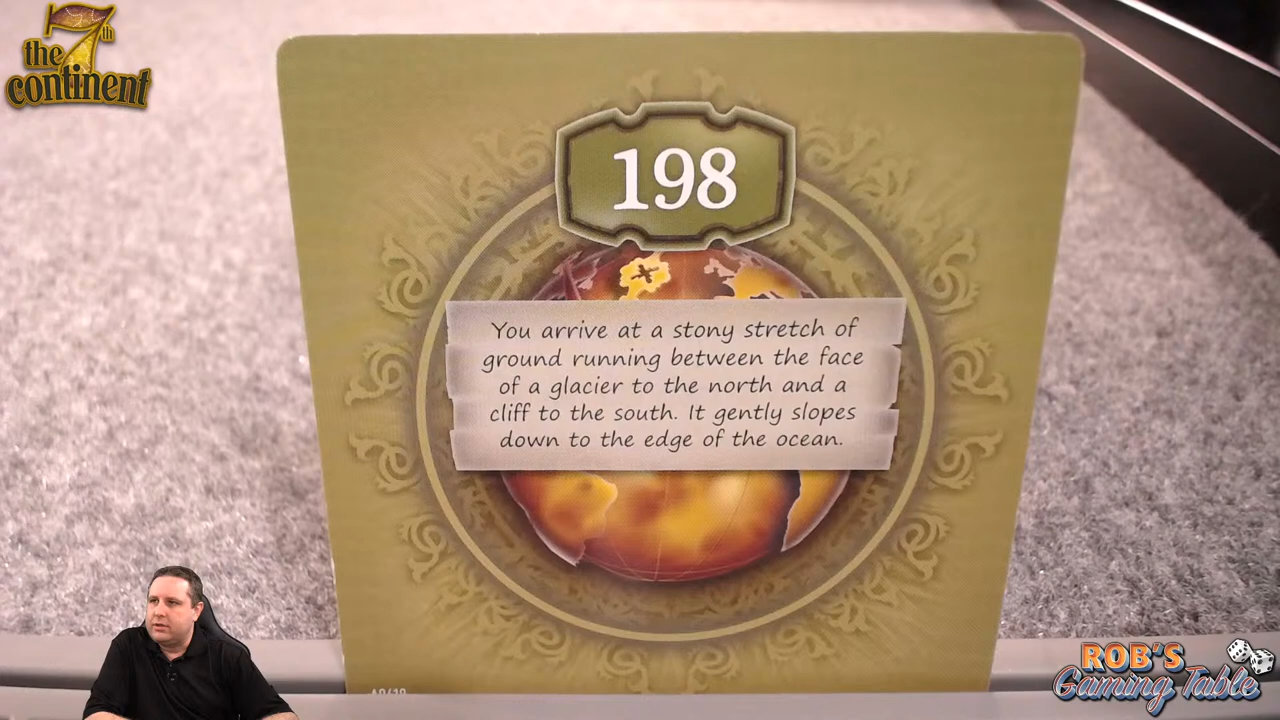 the 7th continent
198
You arrive at a stony stretch of
ground running between the face
of a glacier to the north and a
cliff to the south. It gently slopes
down to the edge of the ocean.
ROB'S
Gaming Table